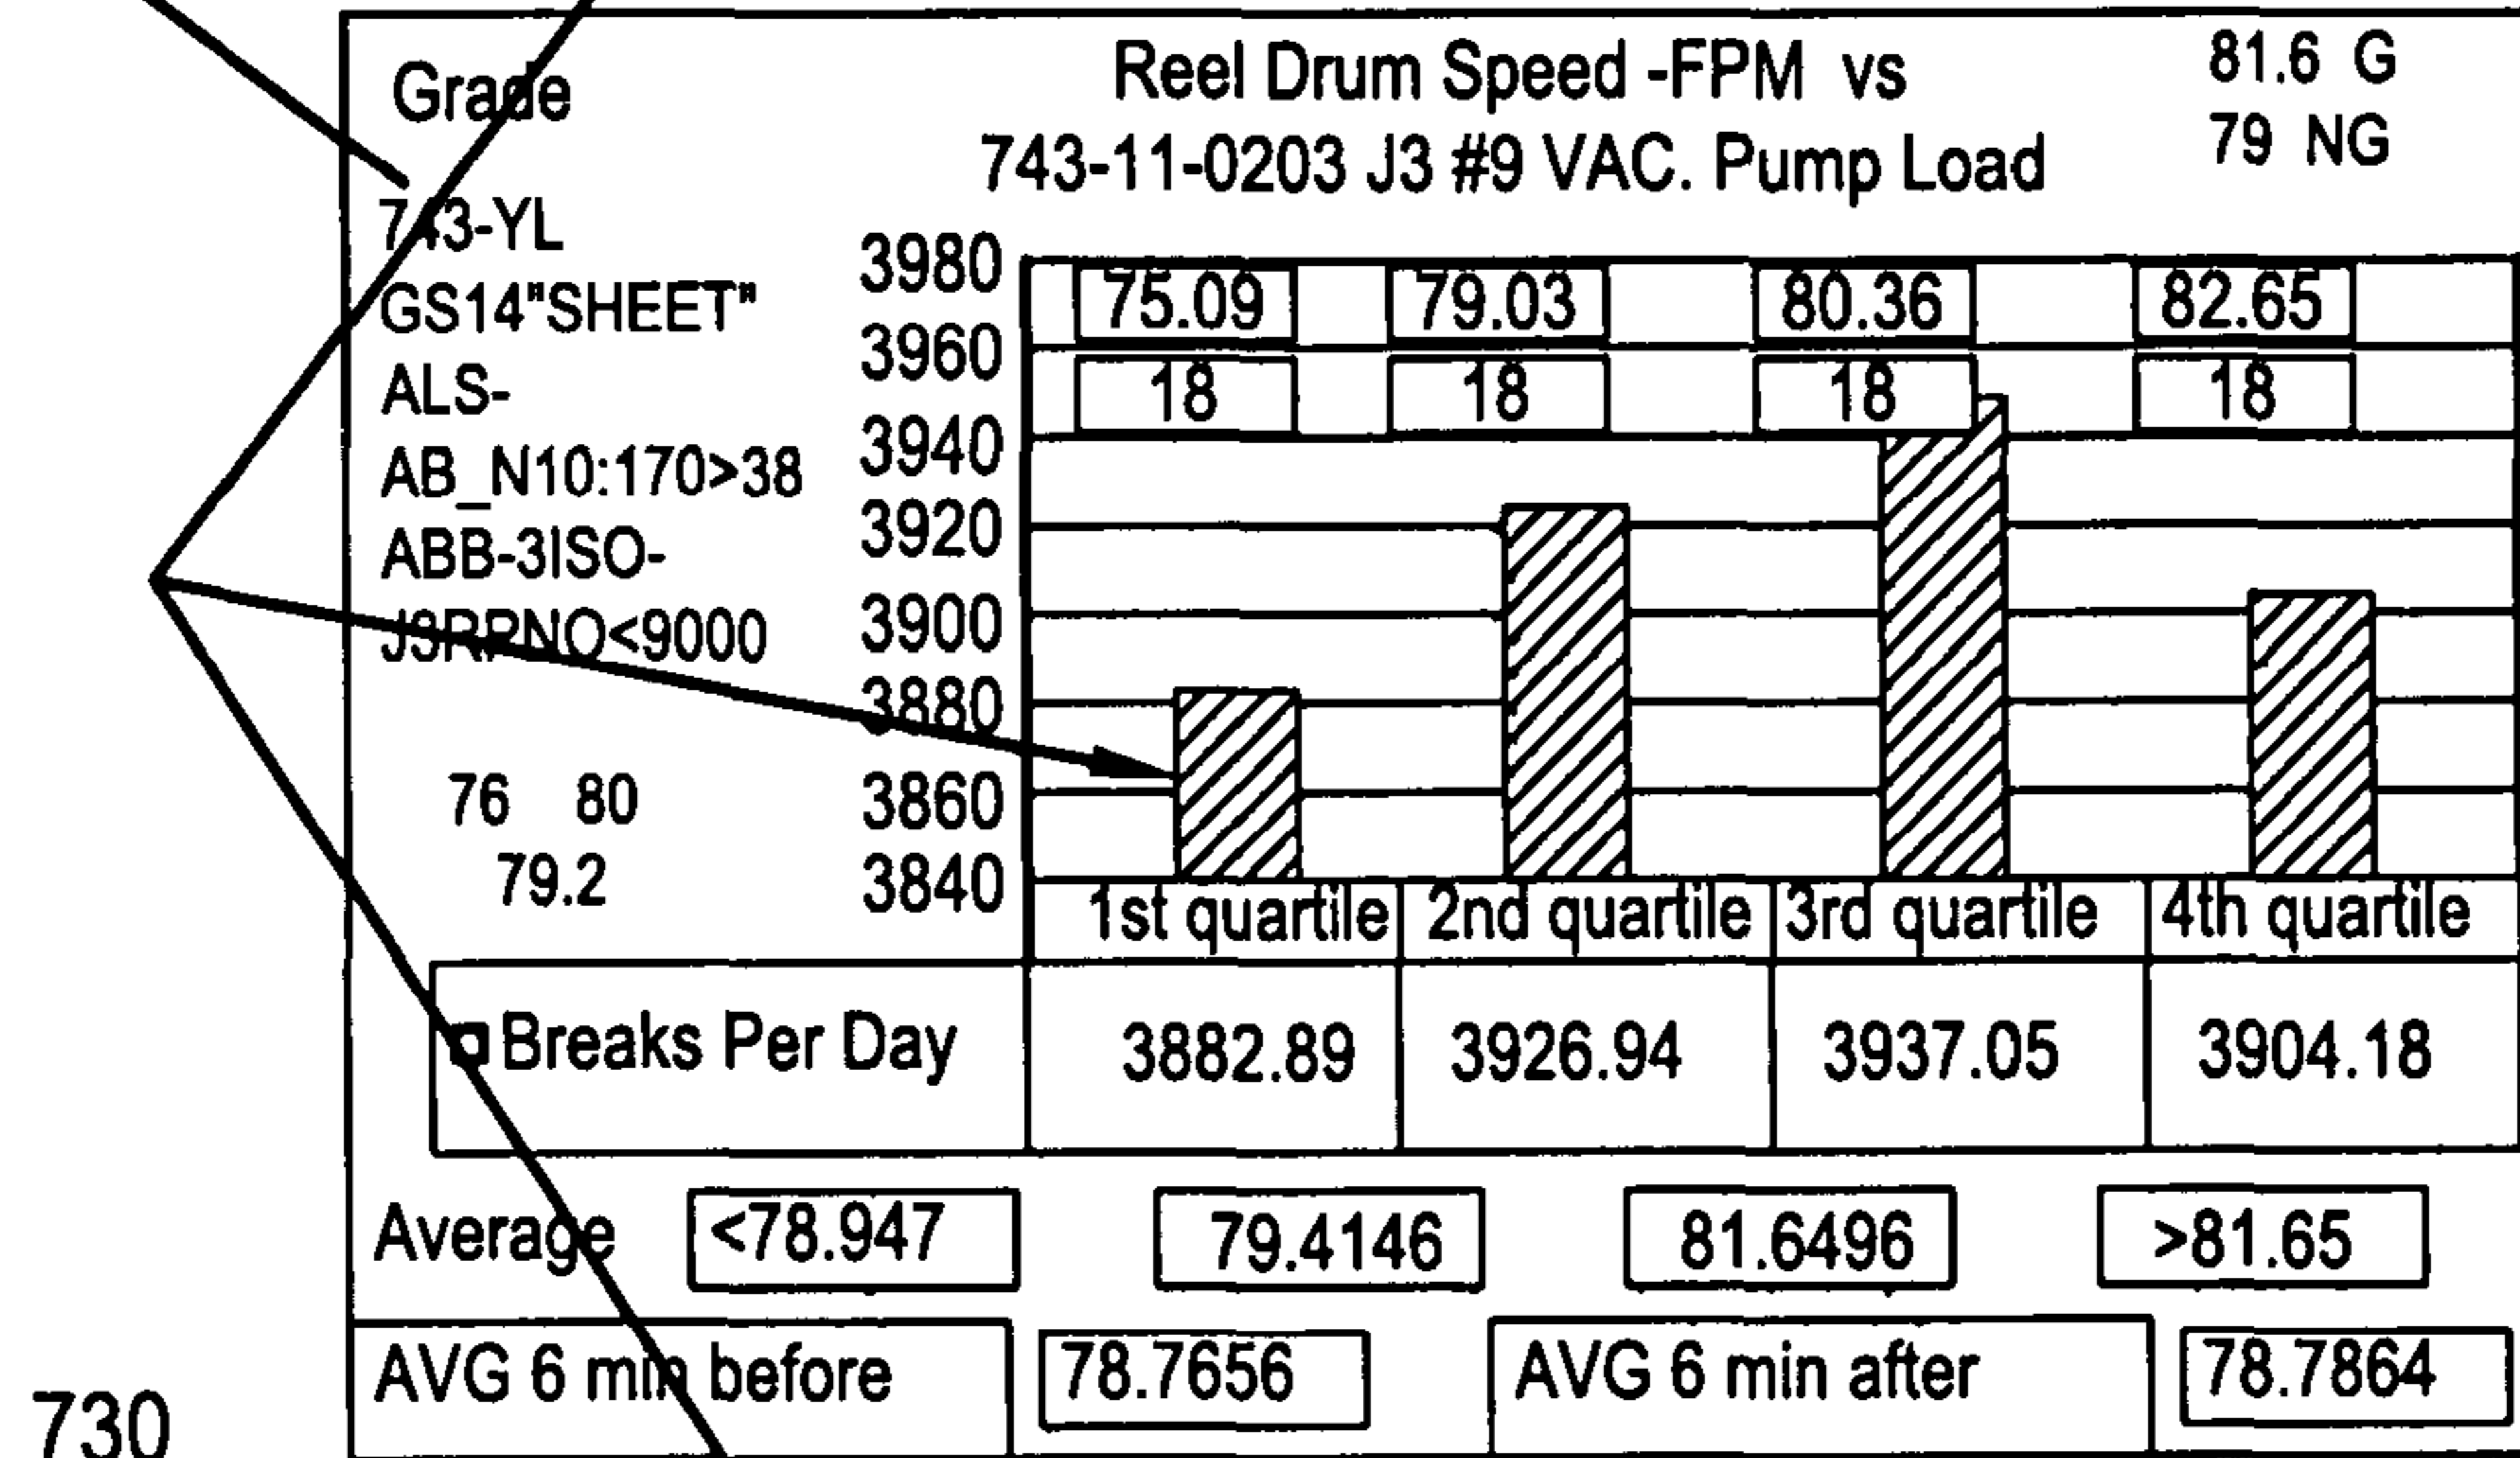 Grade
Reel Drum Speed -FPM vs
743-11-0203 J3 #9 VAC. Pump Load
81.6 G
79 NG
743-YL
GS14"SHEET"
ALS-
AB_N10:170>38
ABB-3ISO-
J3RPNO<9000
76 80
79.2
3980
3960
3940
3920
3900
3880
3860
3840
75.09 79.03 80.36 82.65
18 18 18 18
1st quartile 2nd quartile 3rd quartile 4th quartile
Breaks Per Day 3882.89 3926.94 3937.05 3904.18
Average <78.947 79.4146 81.6496 >81.65
AVG 6 min before 78.7656 AVG 6 min after 78.7864
730